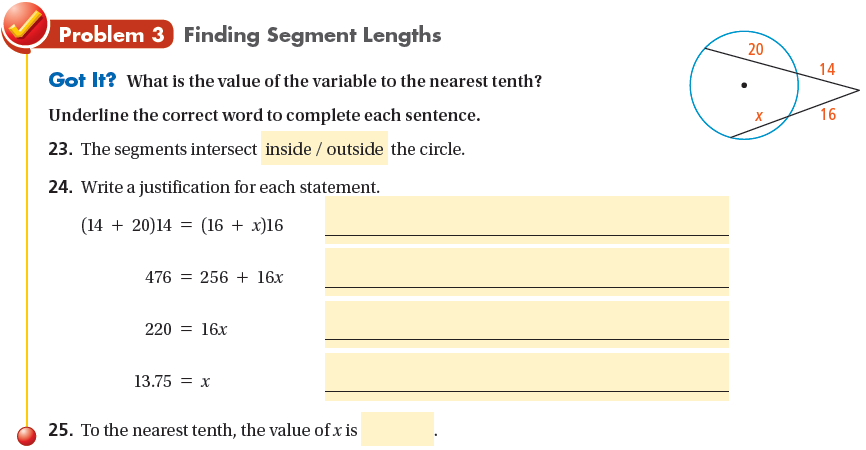 Problem 3 Finding Segment Lengths
Got It? What is the value of the variable to the nearest tenth?
Underline the correct word to complete each sentence.
23. The segments intersect inside / outside the circle.
24. Write a justification for each statement.
(14 + 20)14 = (16 + x)16
476 = 256 + 16x
220 = 16x
13.75 = x
25. To the nearest tenth, the value of x is .
20
14
x
16